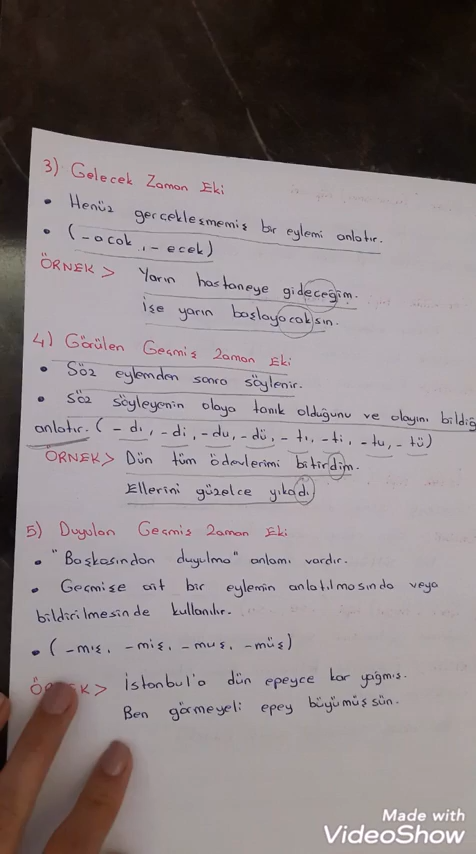 3) Gelecek Zaman Eki
• Henüz gerçekleşmemiş bir eylemi anlatır.
• (-acak, -ecek)
ÖRNEK > Yarın hastaneye gideceğim.
İşe yarın başlayacaksın.
4) Görülen Geçmiş Zaman Eki
• Söz eylemden sonra söylenir.
• Söz söyleyenin olaya tanık olduğunu ve olayını bildiğ
anlatır. (-dı, -di, -du, -dü, -tı, -ti, -tu, -tü)
ÖRNEK > Dün tüm ödevlerimi bitirdim.
Ellerini güzelce yıkadı
5) Duyulan Geçmiş Zaman Eki
• "Başkasından duyulma" anlamı vardır.
• Geçmişe ait bir eylemin anlatılmasında veya
bildirilmesinde kullanılır.
• (-mış, -miş, -muş, -müş)
ÖRNEK > İstanbul'a dün epeyce kar yağmış.
Ben görmeyeli epey büyümüşsün.
Made with
VideoShow